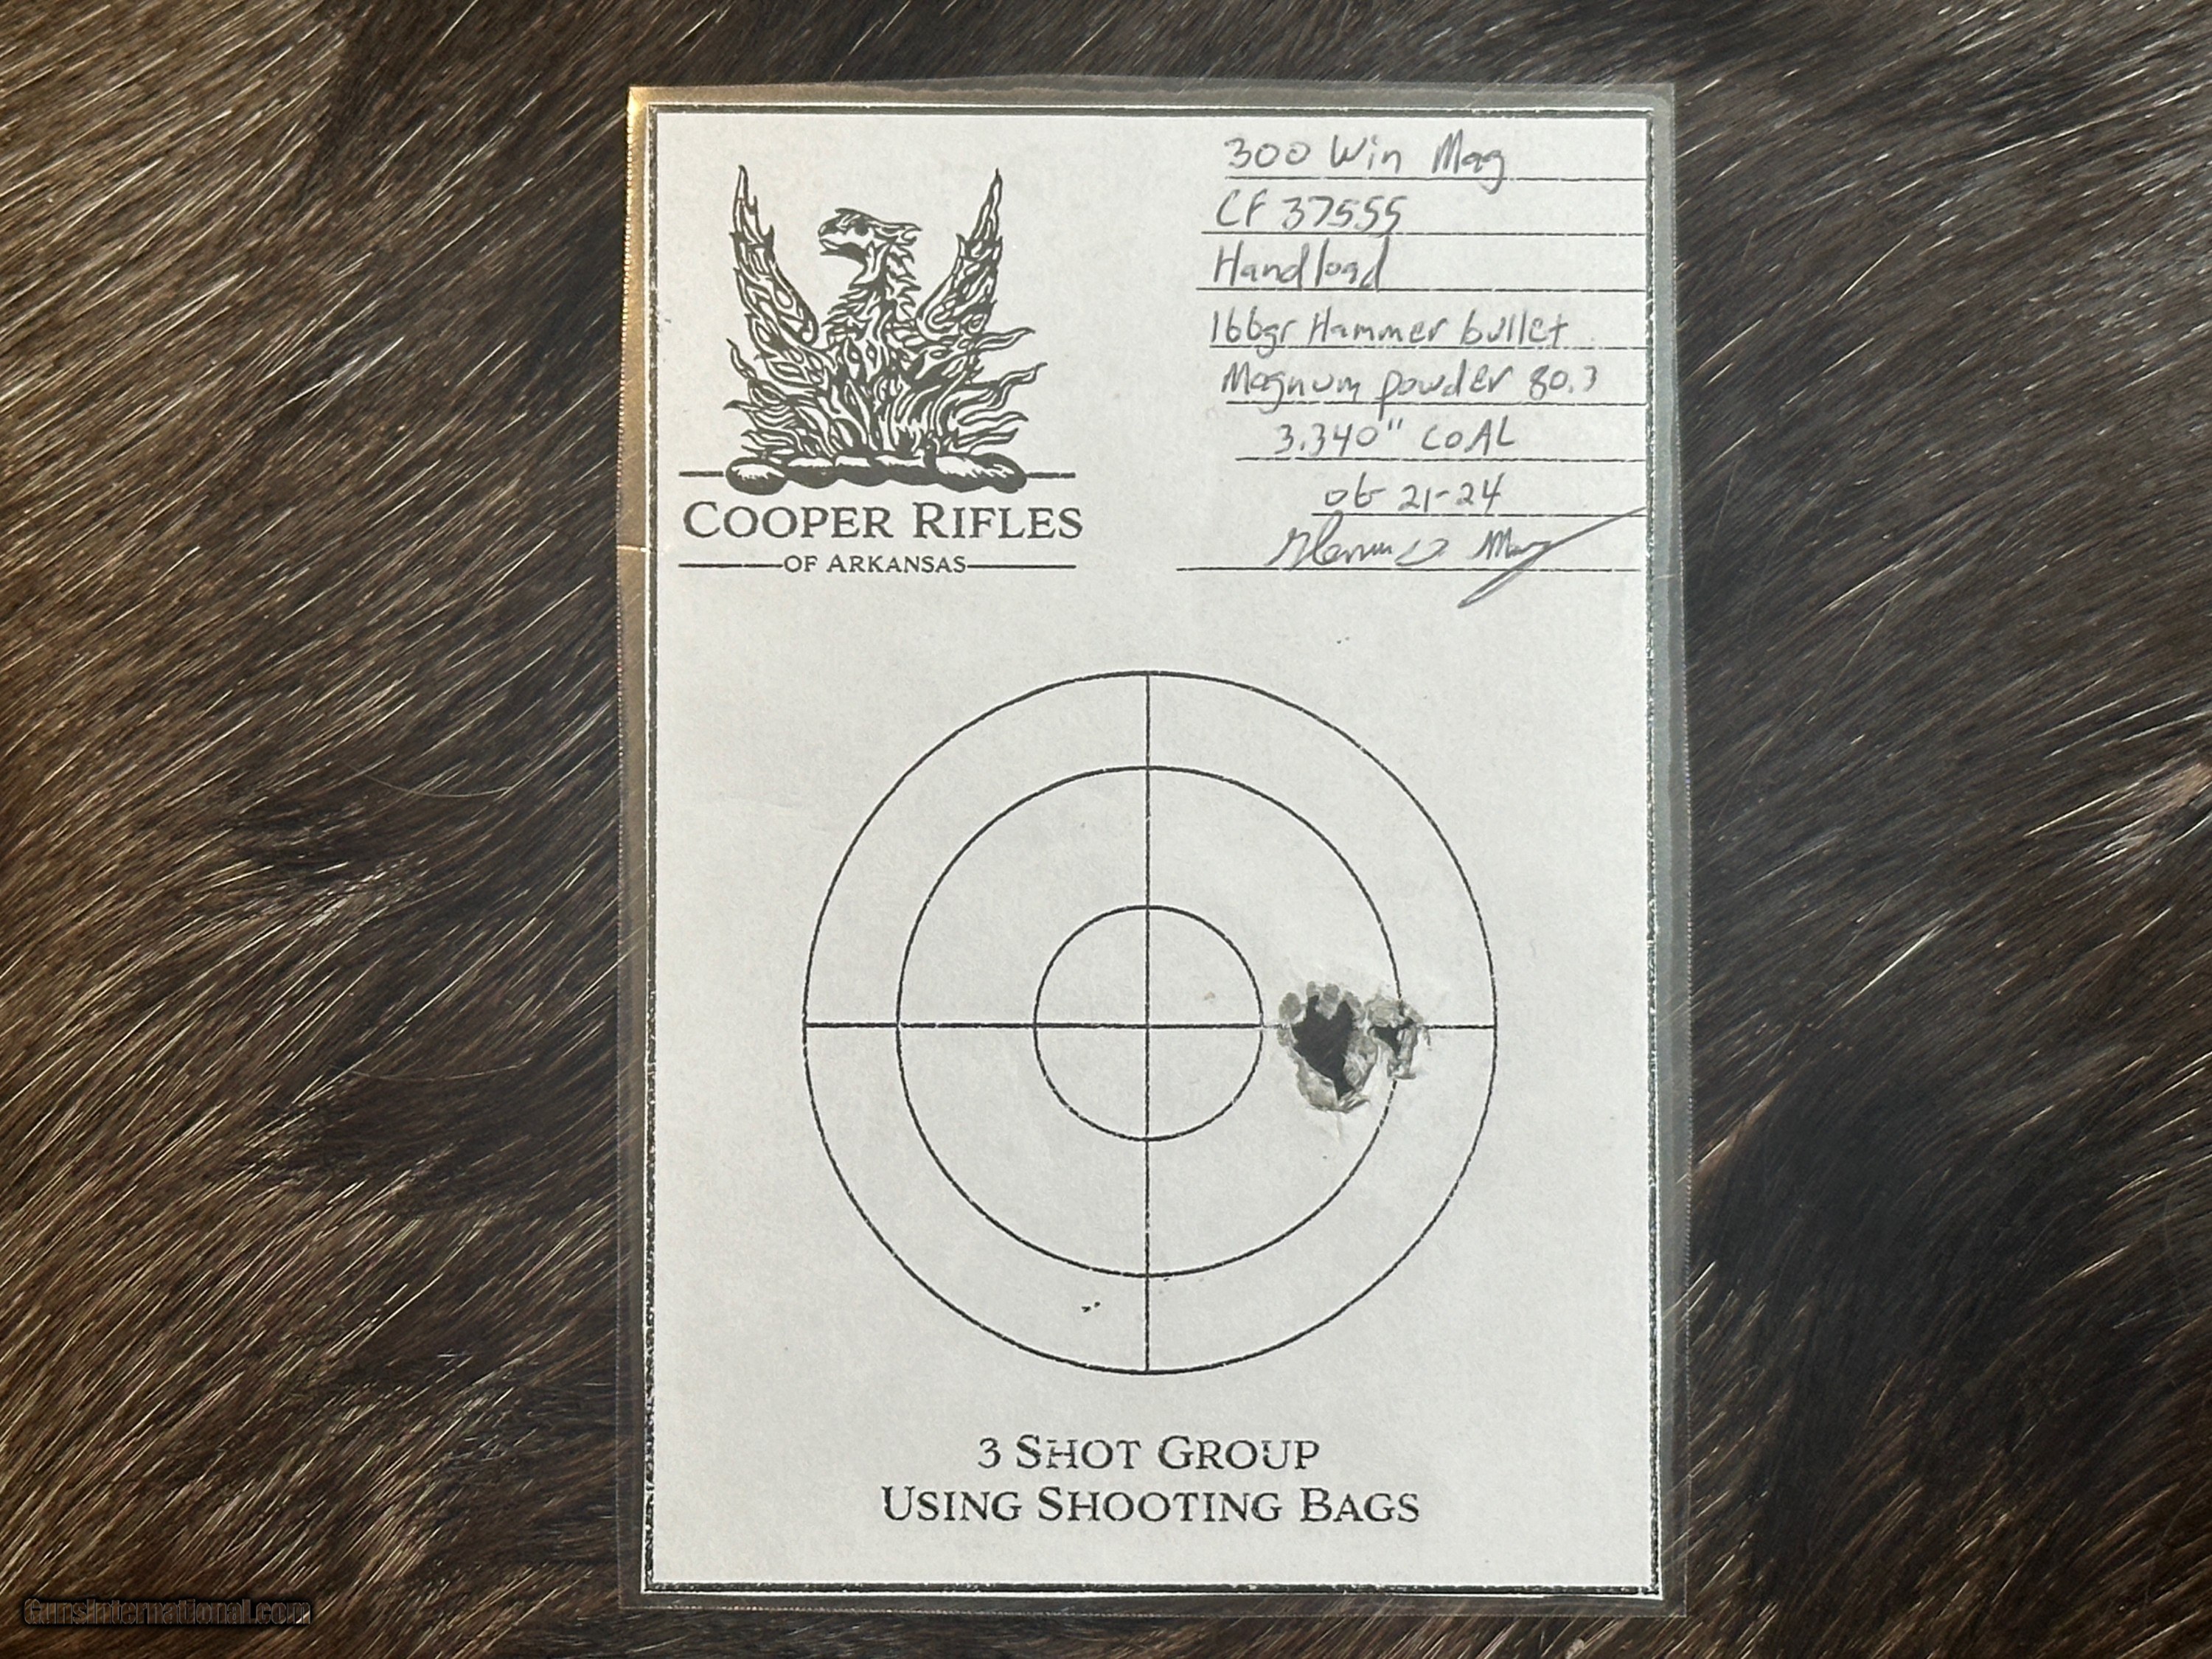 300 Win Mag
CF 37555
Handload
166gr Hammer bullet
Magnum powder 80.3
3.340" COAL
06-21-24
COOPER RIFLES
OF ARKANSAS
3 SHOT GROUP
USING SHOOTING BAGS
GunsInternational.com